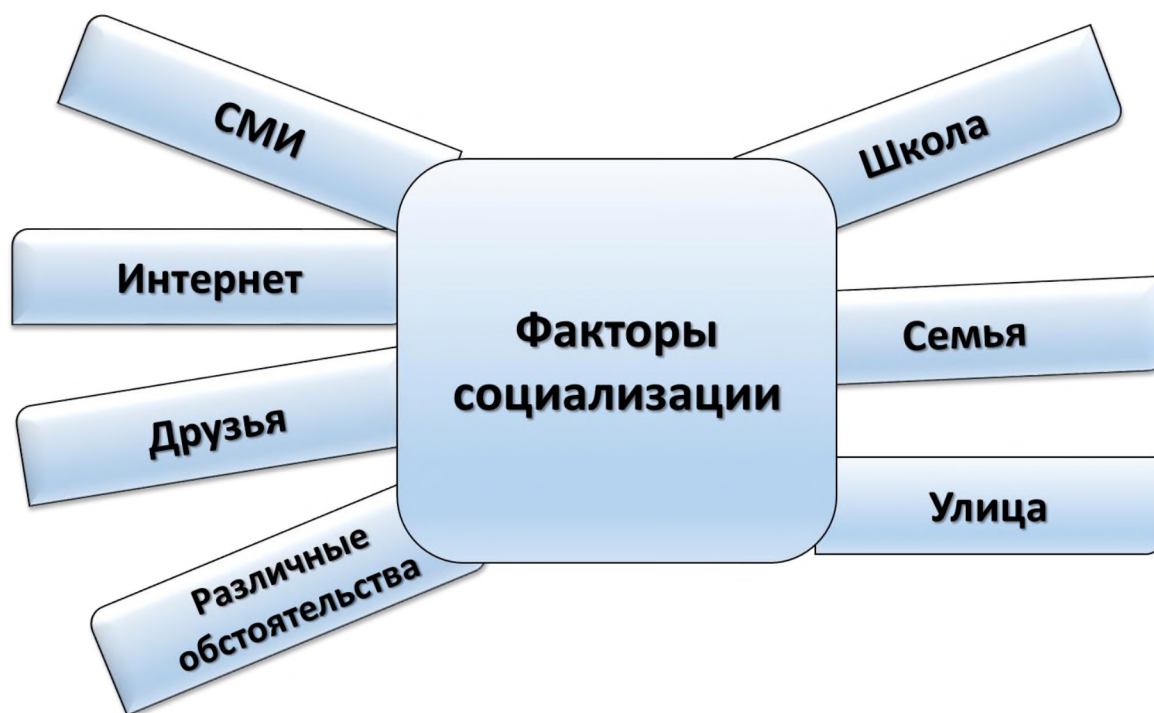 СМИ
Школа
Интернет
Факторы
социализации
Семья
Друзья
Улица
Различные
обстоятельства